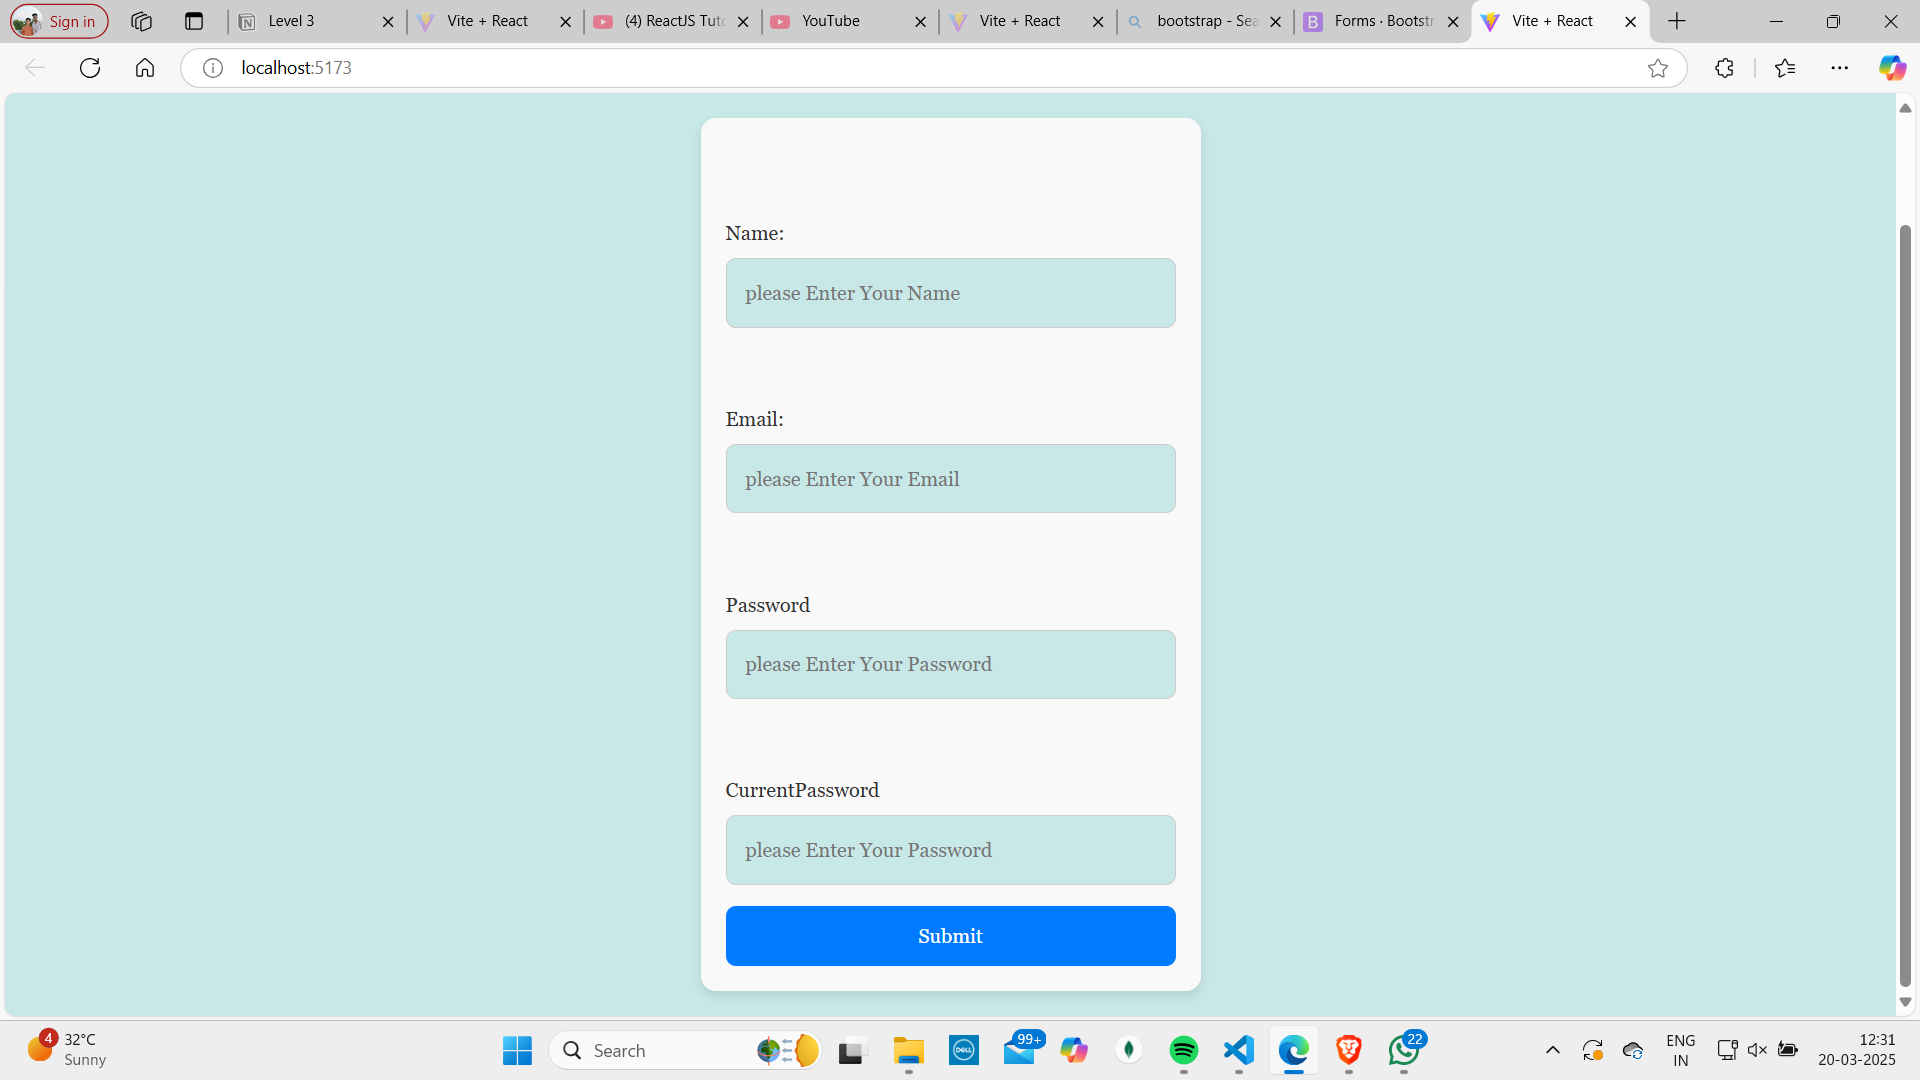 Sign in
Level 3
Vite + React
(4) ReactJS Tuto
YouTube
Vite + React
bootstrap - Sea
Forms · Bootstr
Vite + React
localhost:5173
Name:
please Enter Your Name
Email:
please Enter Your Email
Password
please Enter Your Password
CurrentPassword
please Enter Your Password
Submit
4
32°C
Sunny
Search
DELL
99+
22
ENG
IN
12:31
20-03-2025